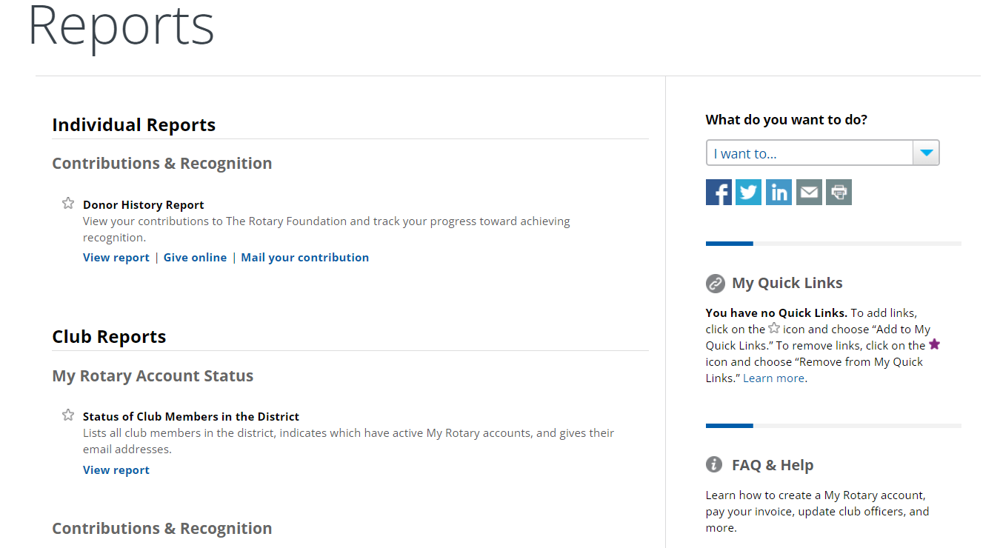 Reports
Individual Reports
Contributions & Recognition
Donor History Report
View your contributions to The Rotary Foundation and track your progress toward achieving
recognition.
View report | Give online | Mail your contribution
Club Reports
My Rotary Account Status
Status of Club Members in the District
Lists all club members in the district, indicates which have active My Rotary accounts, and gives their
email addresses.
View report
Contributions & Recognition
What do you want to do?
I want to...
My Quick Links
You have no Quick Links. To add links,
click on the icon and choose “Add to My
Quick Links.” To remove links, click on the
icon and choose “Remove from My Quick
Links.” Learn more.
FAQ & Help
Learn how to create a My Rotary account,
pay your invoice, update club officers, and
more.